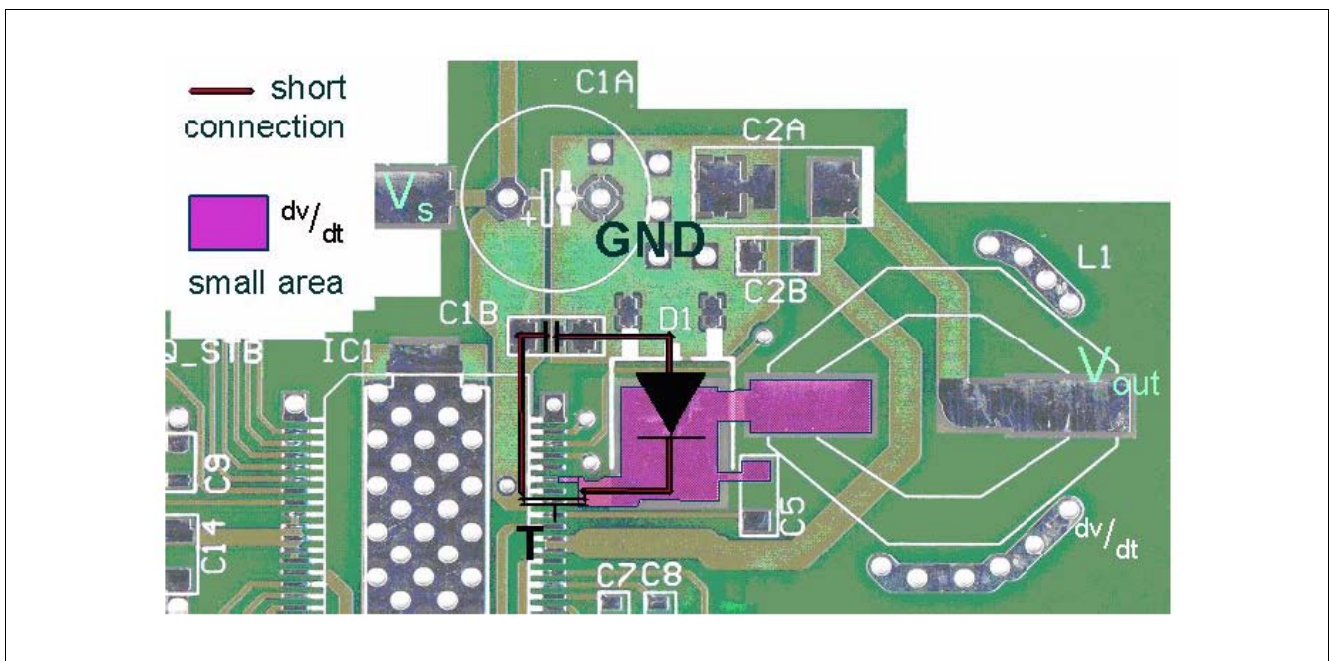 short
connection
dv/dt
small area
C1A
C2A
Vs
+
GND
L1
C2B
C1B
D1
Q_STB
IC1
Vout
C9
C5
T
dv/dt
C14
C7 C8